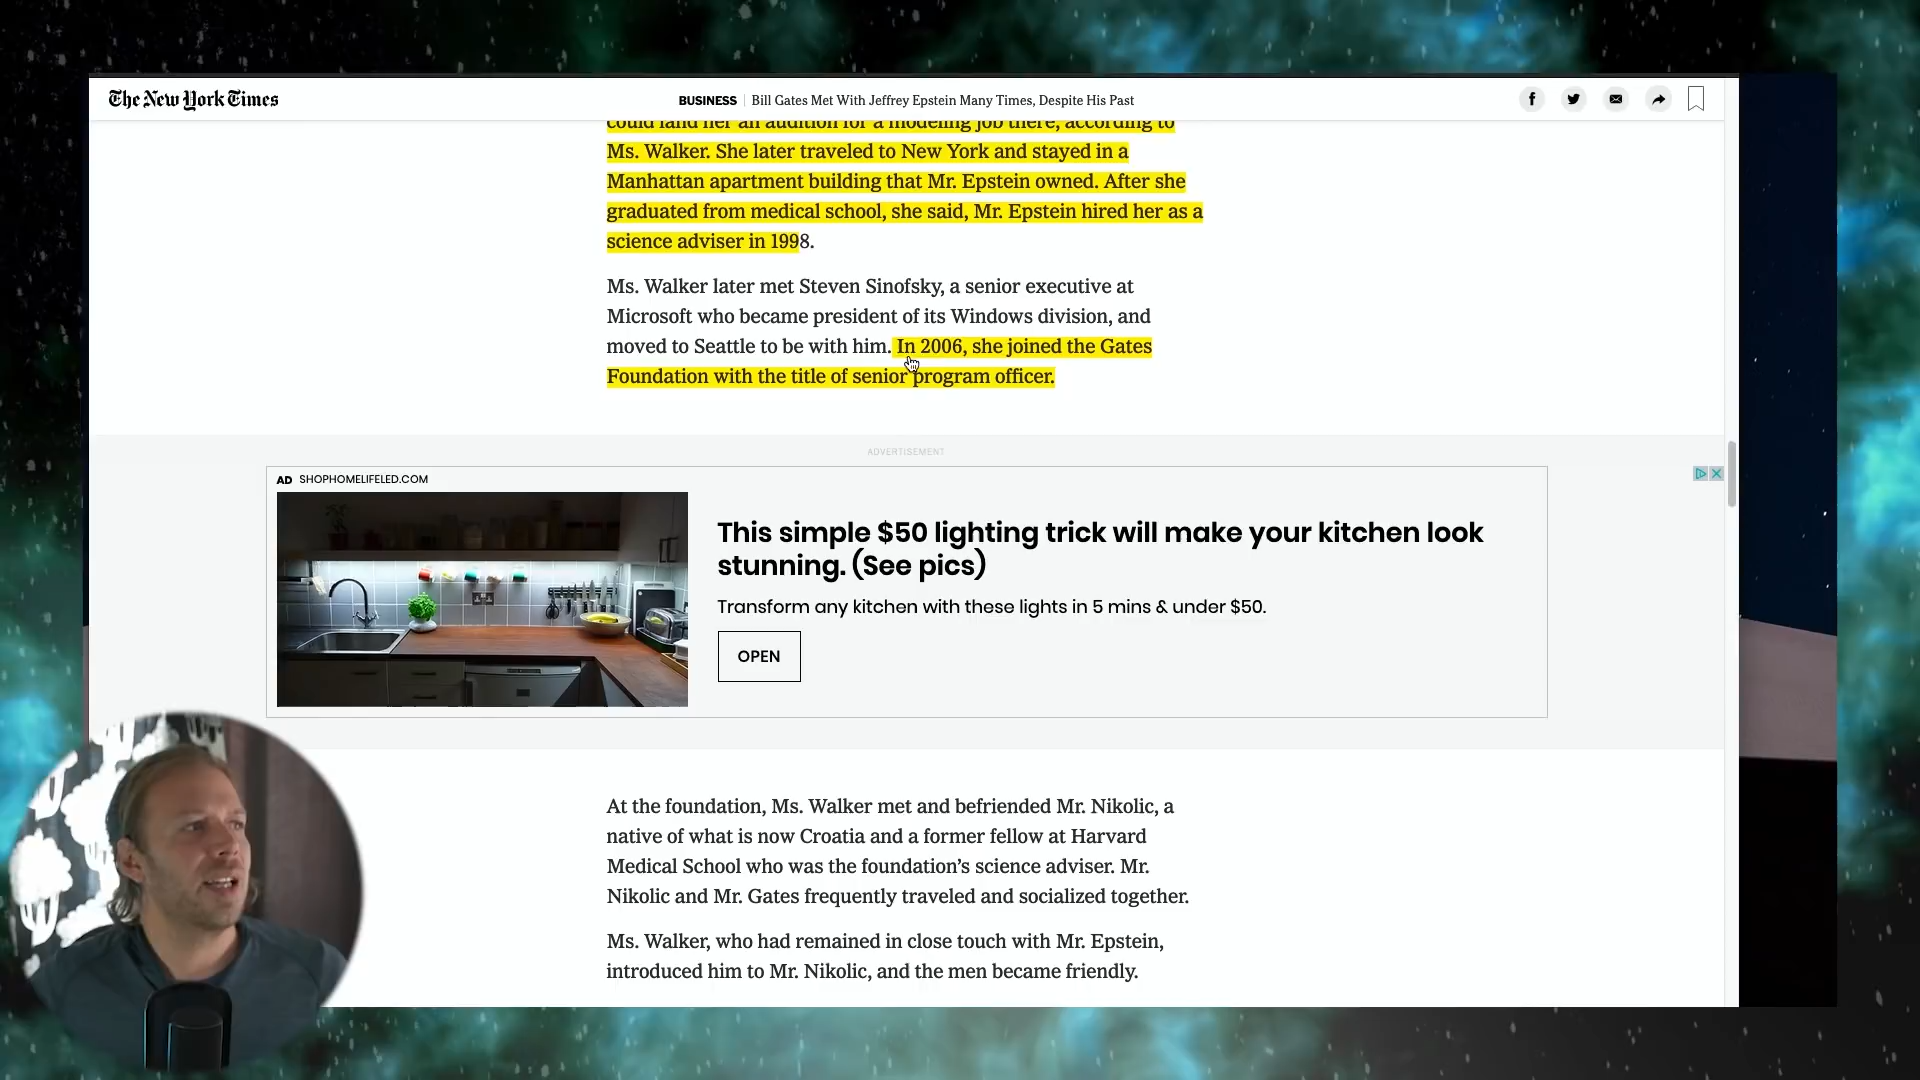 The New York Times
BUSINESS Bill Gates Met With Jeffrey Epstein Many Times, Despite His Past
could land her an audition for a modeling job there, according to
Ms. Walker. She later traveled to New York and stayed in a
Manhattan apartment building that Mr. Epstein owned. After she
graduated from medical school, she said, Mr. Epstein hired her as a
science adviser in 1998.
Ms. Walker later met Steven Sinofsky, a senior executive at
Microsoft who became president of its Windows division, and
moved to Seattle to be with him. In 2006, she joined the Gates
Foundation with the title of senior program officer.
ADVERTISEMENT
AD SHOPHOMELIFELED.COM
This simple $50 lighting trick will make your kitchen look
stunning. (See pics)
Transform any kitchen with these lights in 5 mins & under $50.
OPEN
At the foundation, Ms. Walker met and befriended Mr. Nikolic, a
native of what is now Croatia and a former fellow at Harvard
Medical School who was the foundation’s science adviser. Mr.
Nikolic and Mr. Gates frequently traveled and socialized together.
Ms. Walker, who had remained in close touch with Mr. Epstein,
introduced him to Mr. Nikolic, and the men became friendly.